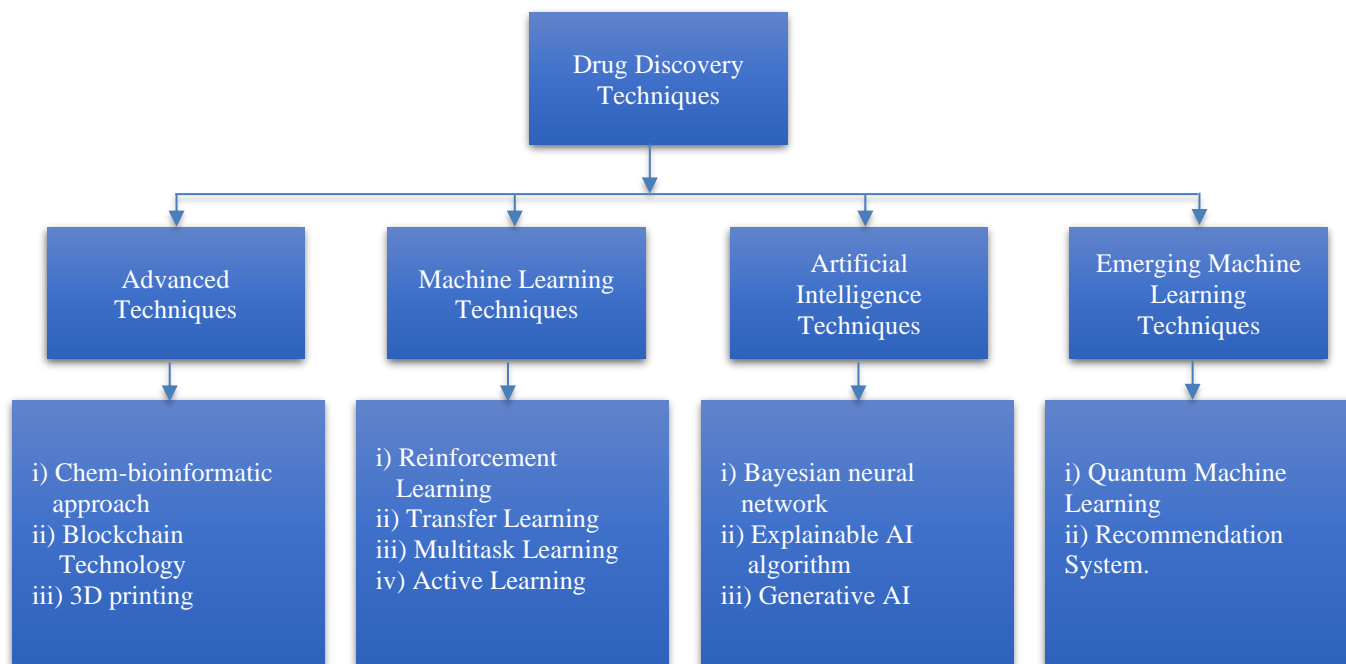 Drug Discovery
Techniques
Advanced
Techniques
Machine Learning
Techniques
Artificial
Intelligence
Techniques
Emerging Machine
Learning
Techniques
i) Chem-bioinformatic
approach
ii) Blockchain
Technology
iii) 3D printing
i) Reinforcement
Learning
ii) Transfer Learning
iii) Multitask Learning
iv) Active Learning
i) Bayesian neural
network
ii) Explainable AI
algorithm
iii) Generative AI
i) Quantum Machine
Learning
ii) Recommendation
System.